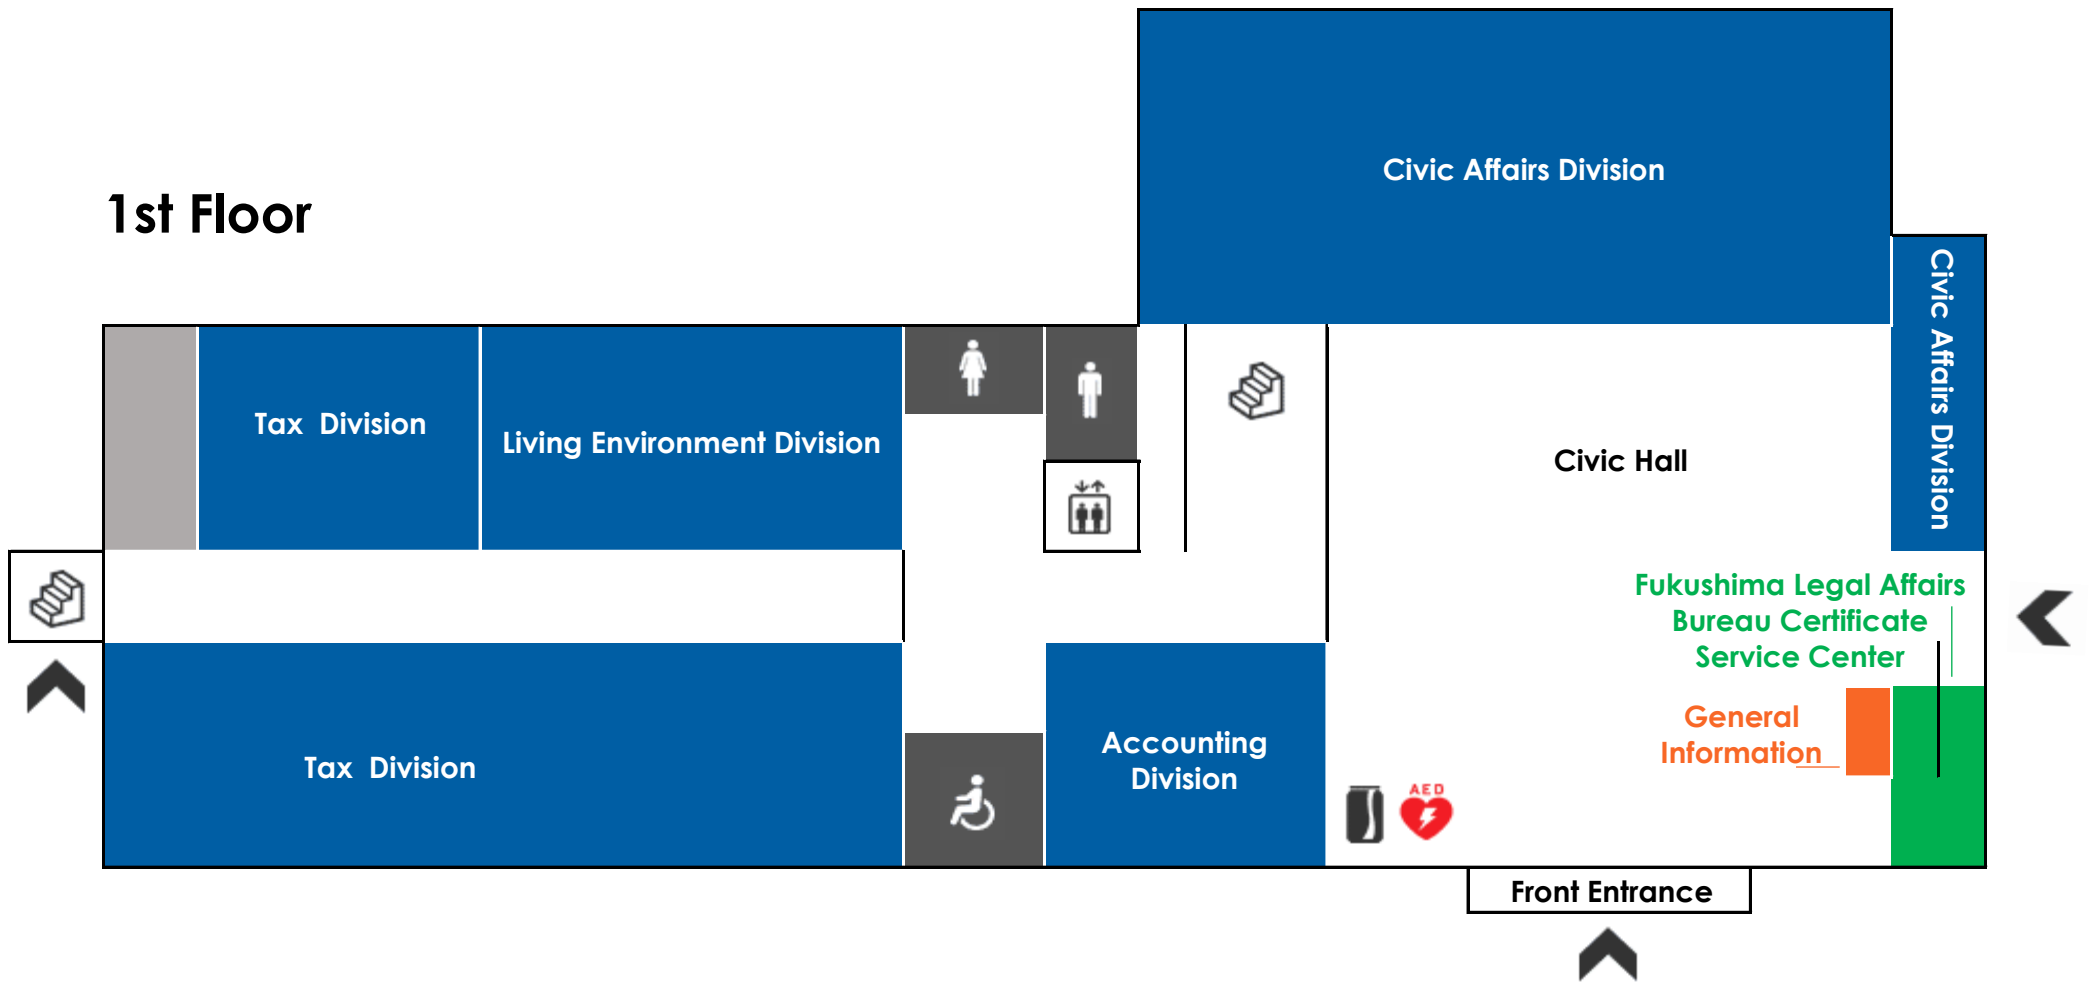 Civic Affairs Division
1st Floor
Civic Affairs Division
Tax Division
Living Environment Division
Civic Hall
Fukushima Legal Affairs
Bureau Certificate
Service Center
General
Information
Accounting
Division
Tax Division
AED
Front Entrance